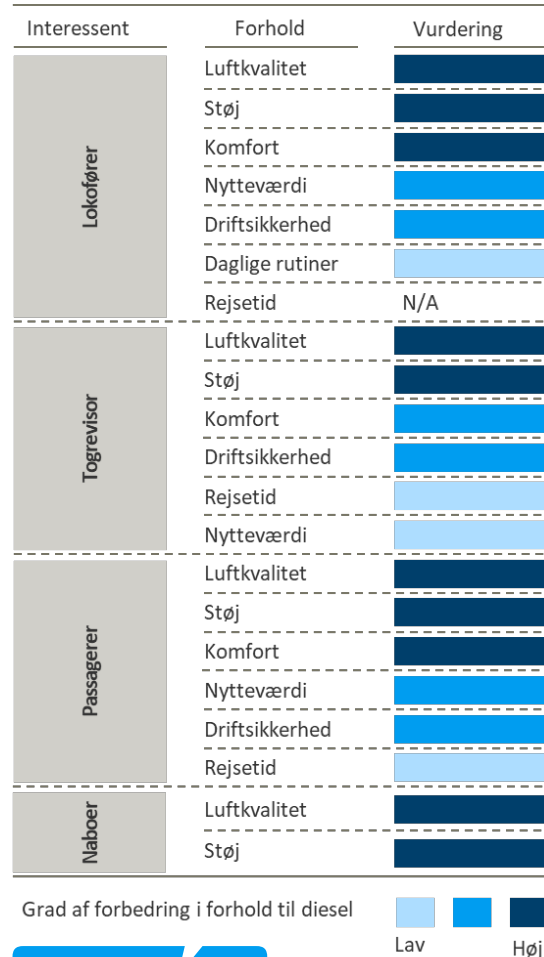 Interessent Forhold Vurdering
Lokofører
Luftkvalitet
Støj
Komfort
Nytteværdi
Driftsikkerhed
Daglige rutiner
Rejsetid N/A
Togrevisor
Luftkvalitet
Støj
Komfort
Driftsikkerhed
Rejsetid
Nytteværdi
Passagerer
Luftkvalitet
Støj
Komfort
Nytteværdi
Driftsikkerhed
Rejsetid
Naboer
Luftkvalitet
Støj
Grad af forbedring i forhold til diesel
Lav Høj